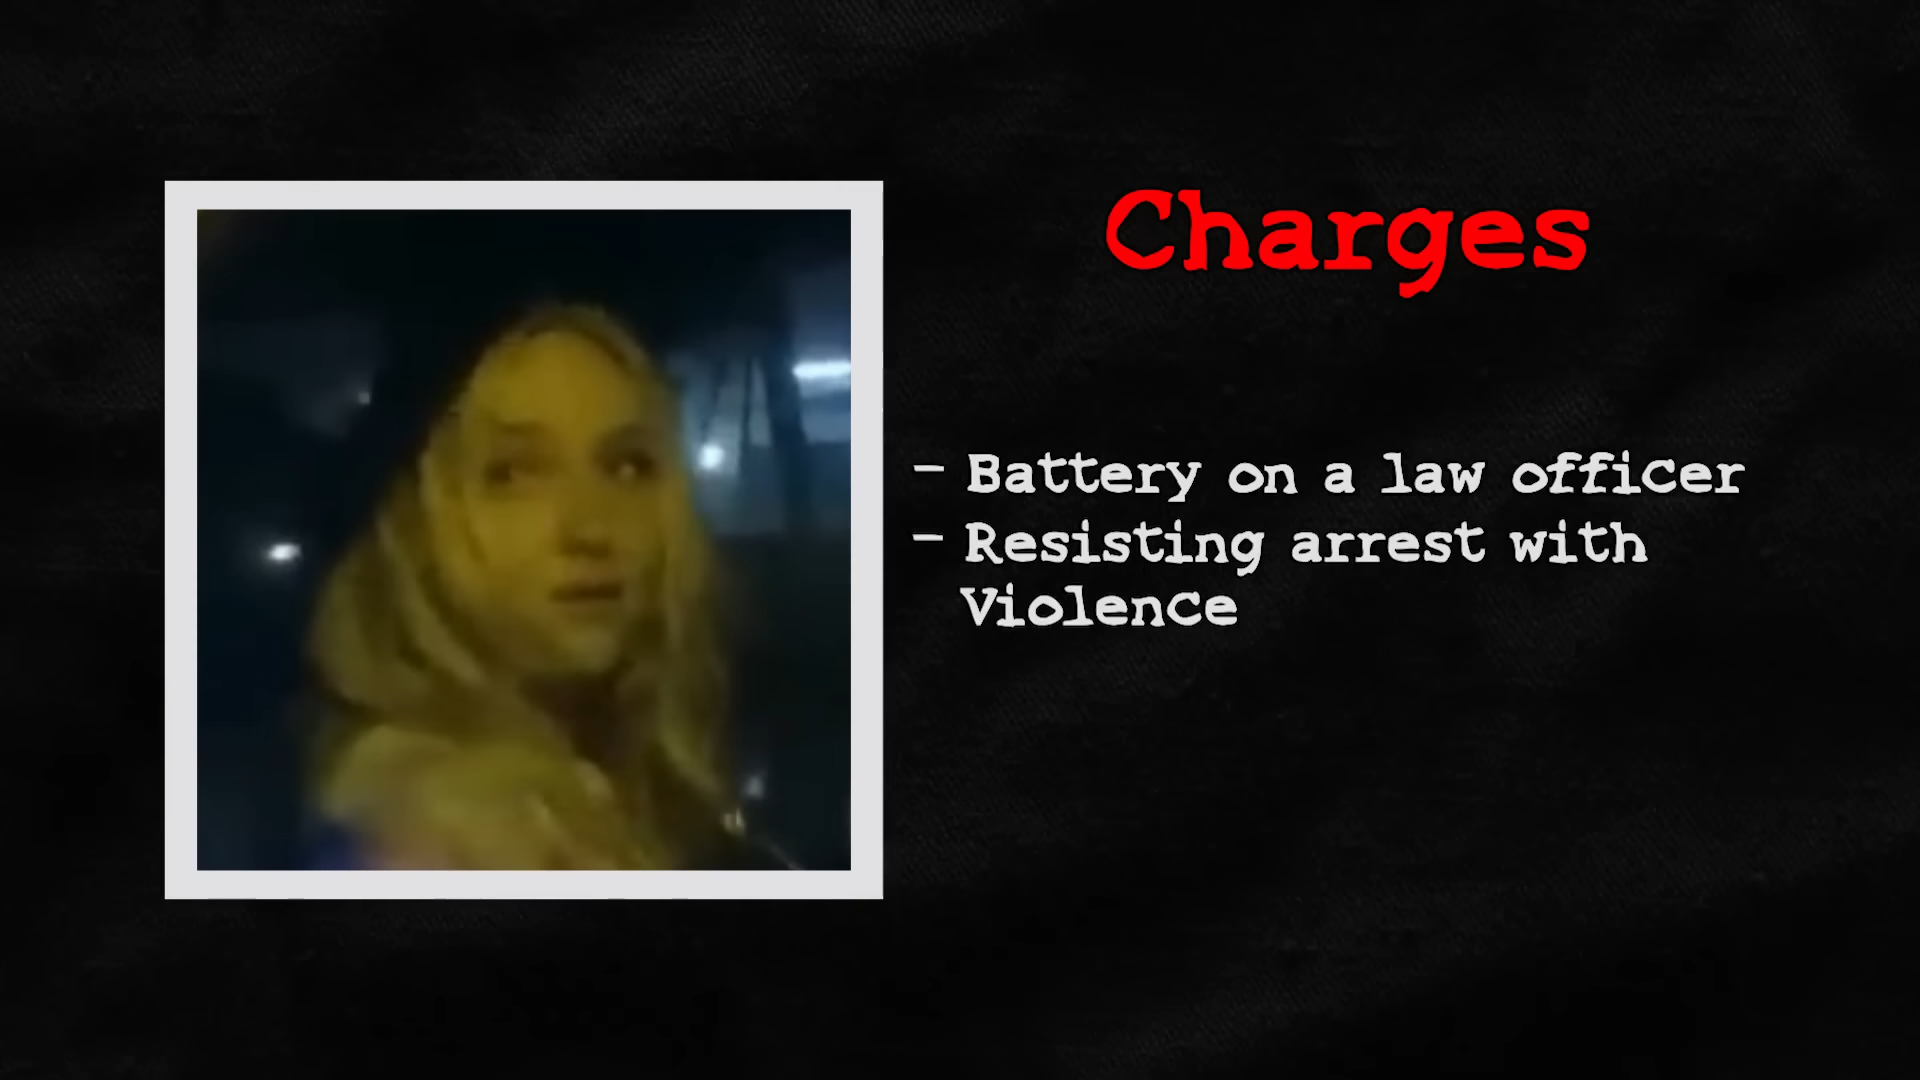 Charges
- Battery on a law officer
- Resisting arrest with
Violence